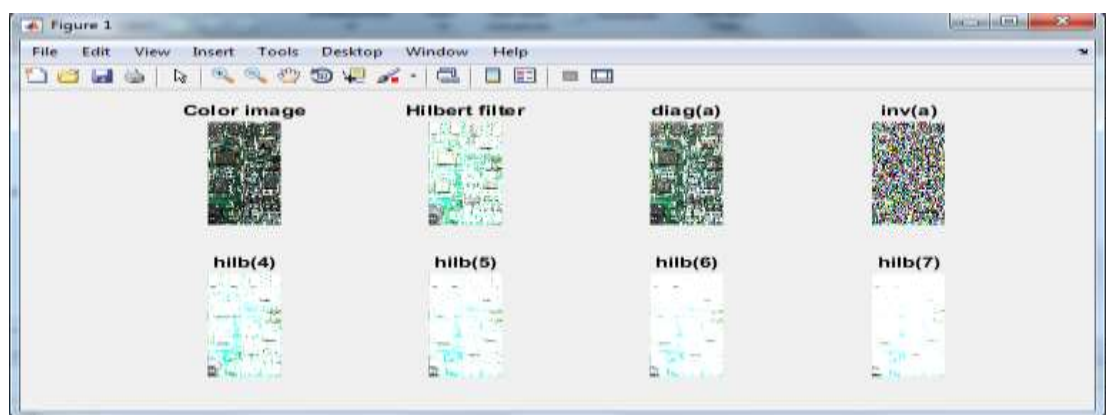 Figure 1
File Edit View Insert Tools Desktop Window Help
Color image Hilbert filter diag(a) inv(a)
hilb(4) hilb(5) hilb(6) hilb(7)